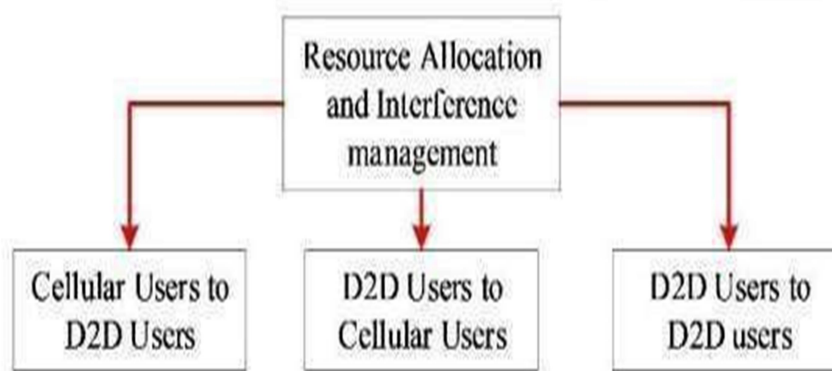 Resource Allocation
and Interference
management
Cellular Users to
D2D Users
D2D Users to
Cellular Users
D2D Users to
D2D users